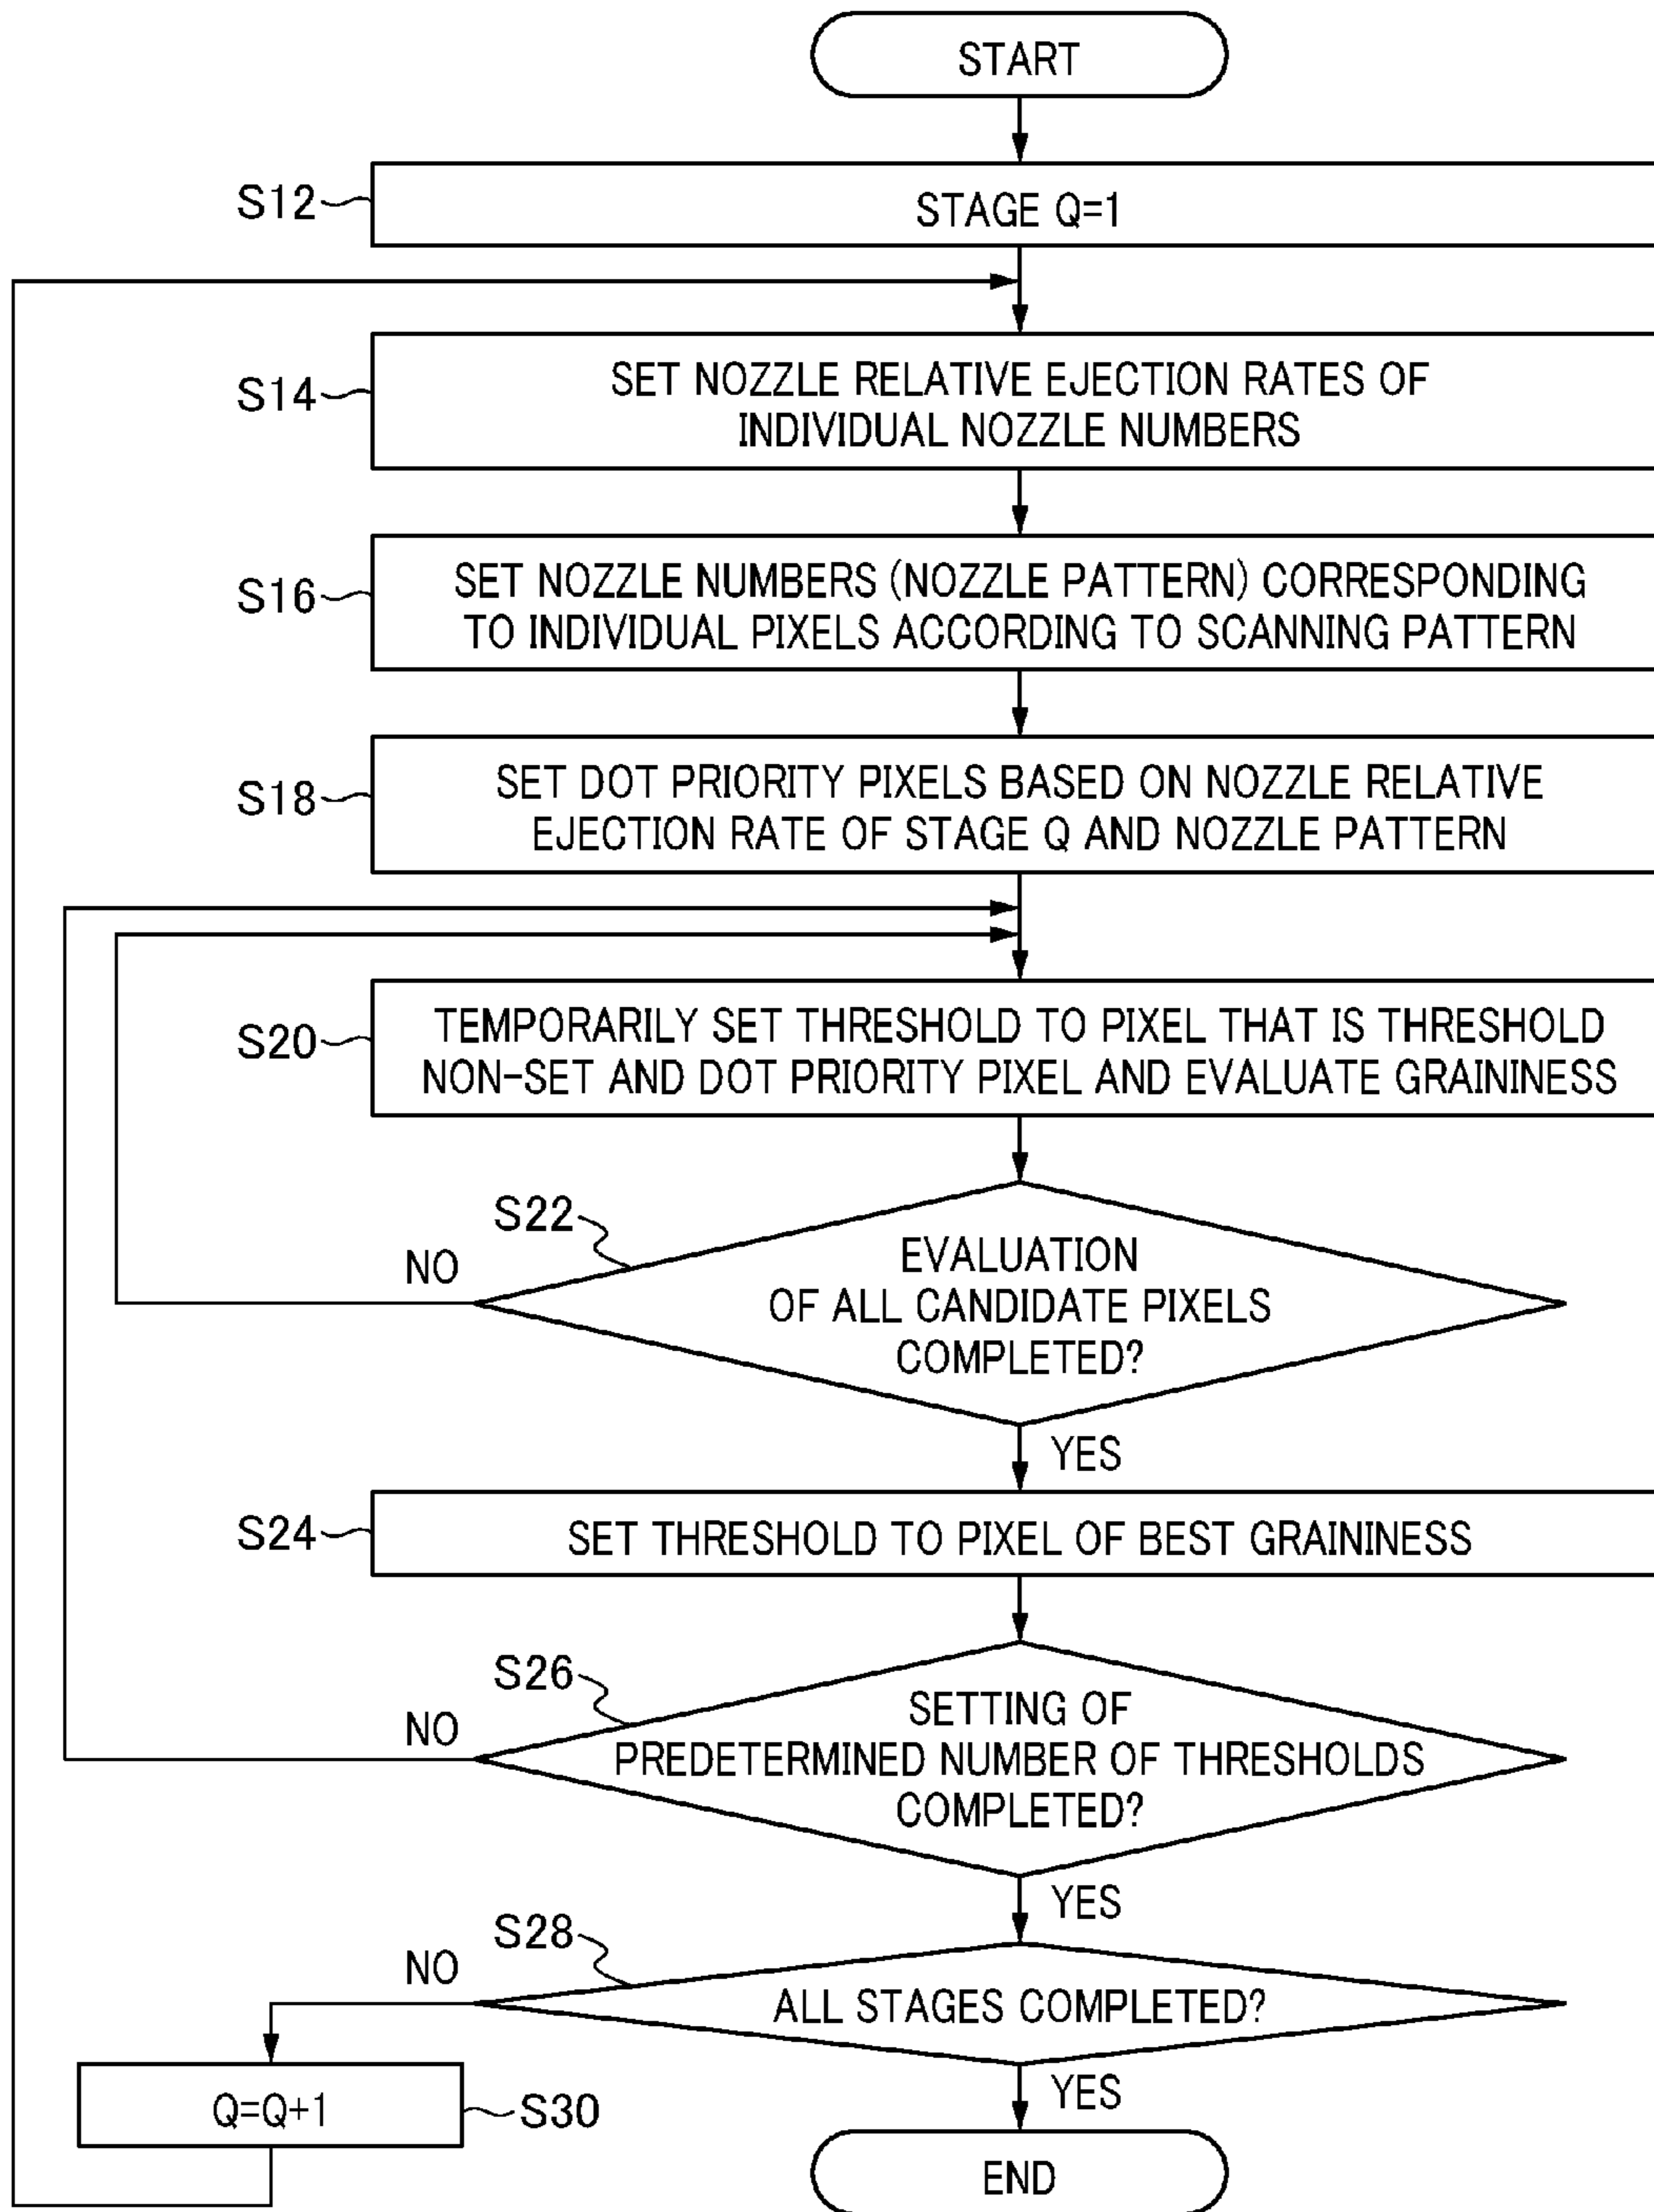 START
S12
STAGE Q=1
S14
SET NOZZLE RELATIVE EJECTION RATES OF
INDIVIDUAL NOZZLE NUMBERS
S16
SET NOZZLE NUMBERS (NOZZLE PATTERN) CORRESPONDING
TO INDIVIDUAL PIXELS ACCORDING TO SCANNING PATTERN
S18
SET DOT PRIORITY PIXELS BASED ON NOZZLE RELATIVE
EJECTION RATE OF STAGE Q AND NOZZLE PATTERN
S20
TEMPORARILY SET THRESHOLD TO PIXEL THAT IS THRESHOLD
NON-SET AND DOT PRIORITY PIXEL AND EVALUATE GRAININESS
S22
NO
EVALUATION
OF ALL CANDIDATE PIXELS
COMPLETED?
YES
S24
SET THRESHOLD TO PIXEL OF BEST GRAININESS
S26
NO
SETTING OF
PREDETERMINED NUMBER OF THRESHOLDS
COMPLETED?
YES
S28
NO
ALL STAGES COMPLETED?
YES
Q=Q+1
S30
END